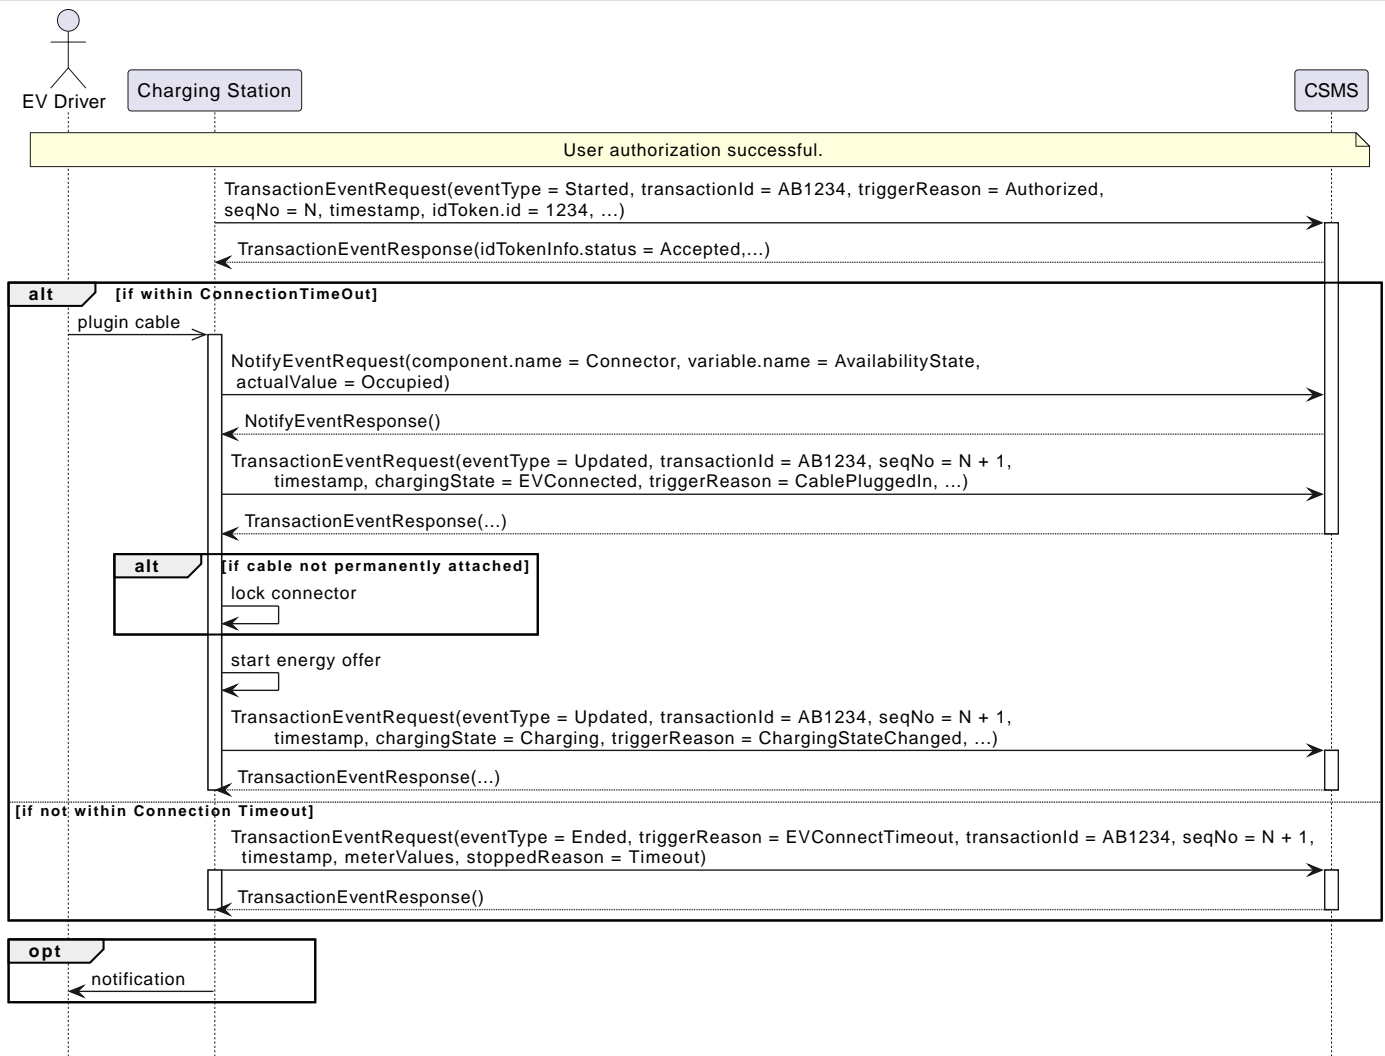 EV Driver
Charging Station
CSMS
User authorization successful.
TransactionEventRequest(eventType = Started, transactionId = AB1234, triggerReason = Authorized,
seqNo = N, timestamp, idToken.id = 1234, ...)
TransactionEventResponse(idTokenInfo.status = Accepted,...)
alt
[if within ConnectionTimeOut]
plugin cable
NotifyEventRequest(component.name = Connector, variable.name = AvailabilityState,
actualValue = Occupied)
NotifyEventResponse()
TransactionEventRequest(eventType = Updated, transactionId = AB1234, seqNo = N + 1,
timestamp, chargingState = EVConnected, triggerReason = CablePluggedIn, ...)
TransactionEventResponse(...)
alt
[if cable not permanently attached]
lock connector
start energy offer
TransactionEventRequest(eventType = Updated, transactionId = AB1234, seqNo = N + 1,
timestamp, chargingState = Charging, triggerReason = ChargingStateChanged, ...)
TransactionEventResponse(...)
[if not within Connection Timeout]
TransactionEventRequest(eventType = Ended, triggerReason = EVConnectTimeout, transactionId = AB1234, seqNo = N + 1,
timestamp, meterValues, stoppedReason = Timeout)
TransactionEventResponse()
opt
notification